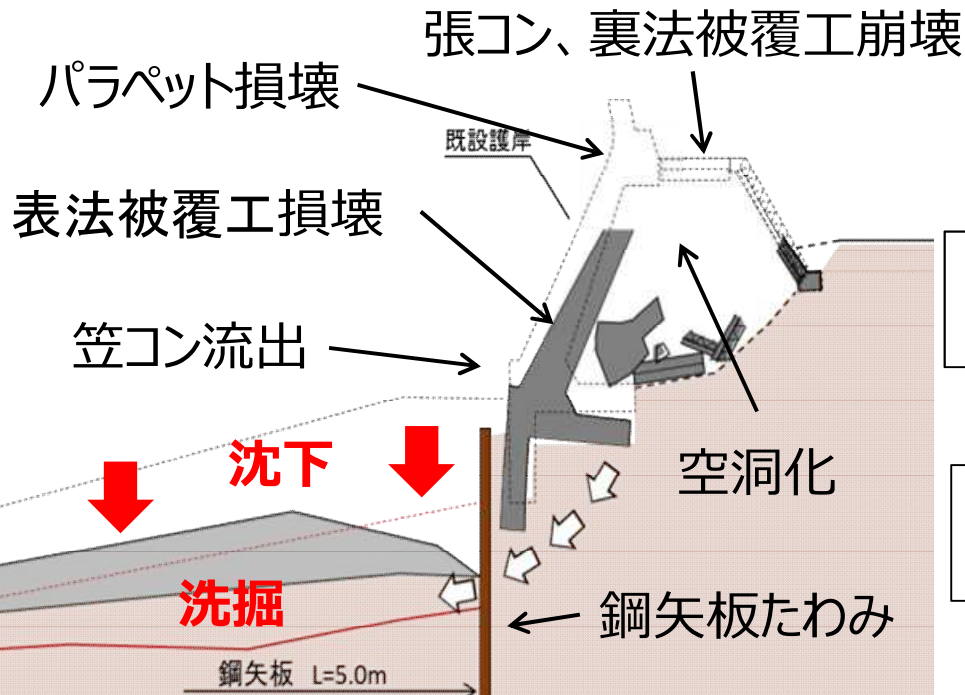 張コン、裏法被覆工崩壊
パラペット損壊
既設護岸
表法被覆工損壊
笠コン流出
沈下
空洞化
洗掘
鋼矢板たわみ
鋼矢板 L=5.0m